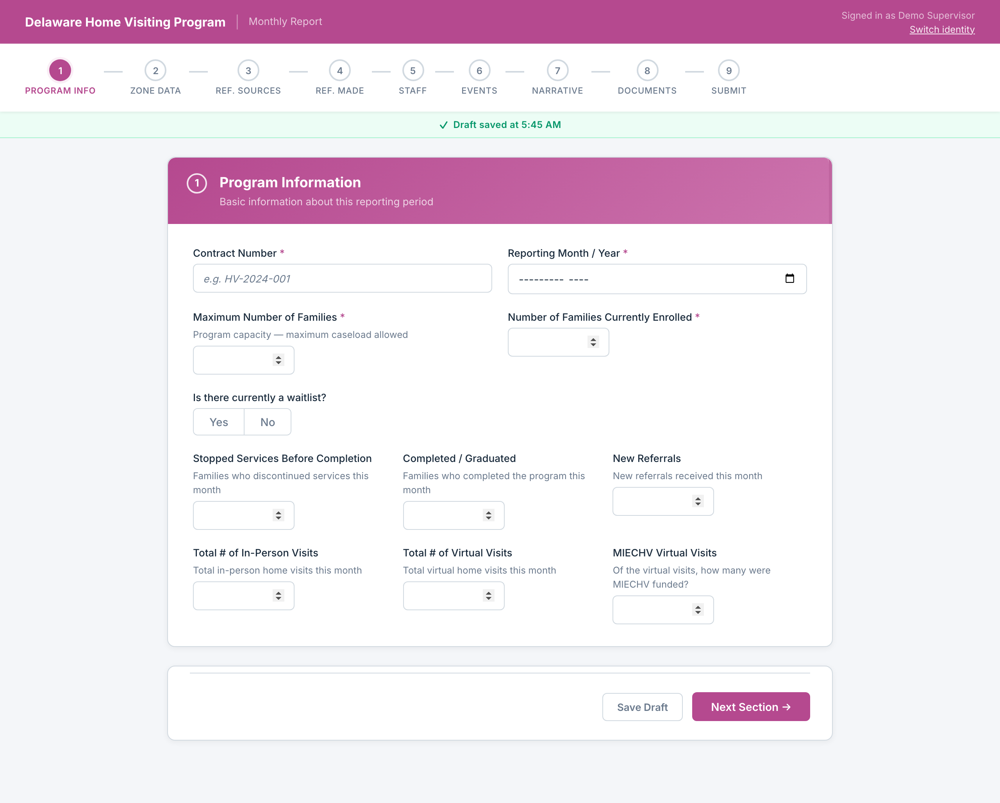 Delaware Home Visiting Program
Monthly Report
Signed in as Demo Supervisor
Switch identity
1
PROGRAM INFO
2
ZONE DATA
3
REF. SOURCES
4
REF. MADE
5
STAFF
6
EVENTS
7
NARRATIVE
8
DOCUMENTS
9
SUBMIT
✓ Draft saved at 5:45 AM
1
Program Information
Basic information about this reporting period
Contract Number *
e.g. HV-2024-001
Reporting Month / Year *
--------- ----
Maximum Number of Families *
Program capacity — maximum caseload allowed
Number of Families Currently Enrolled *
Is there currently a waitlist?
Yes
No
Stopped Services Before Completion
Families who discontinued services this
month
Completed / Graduated
Families who completed the program this
month
New Referrals
New referrals received this month
Total # of In-Person Visits
Total in-person home visits this month
Total # of Virtual Visits
Total virtual home visits this month
MIECHV Virtual Visits
Of the virtual visits, how many were
MIECHV funded?
Save Draft
Next Section →